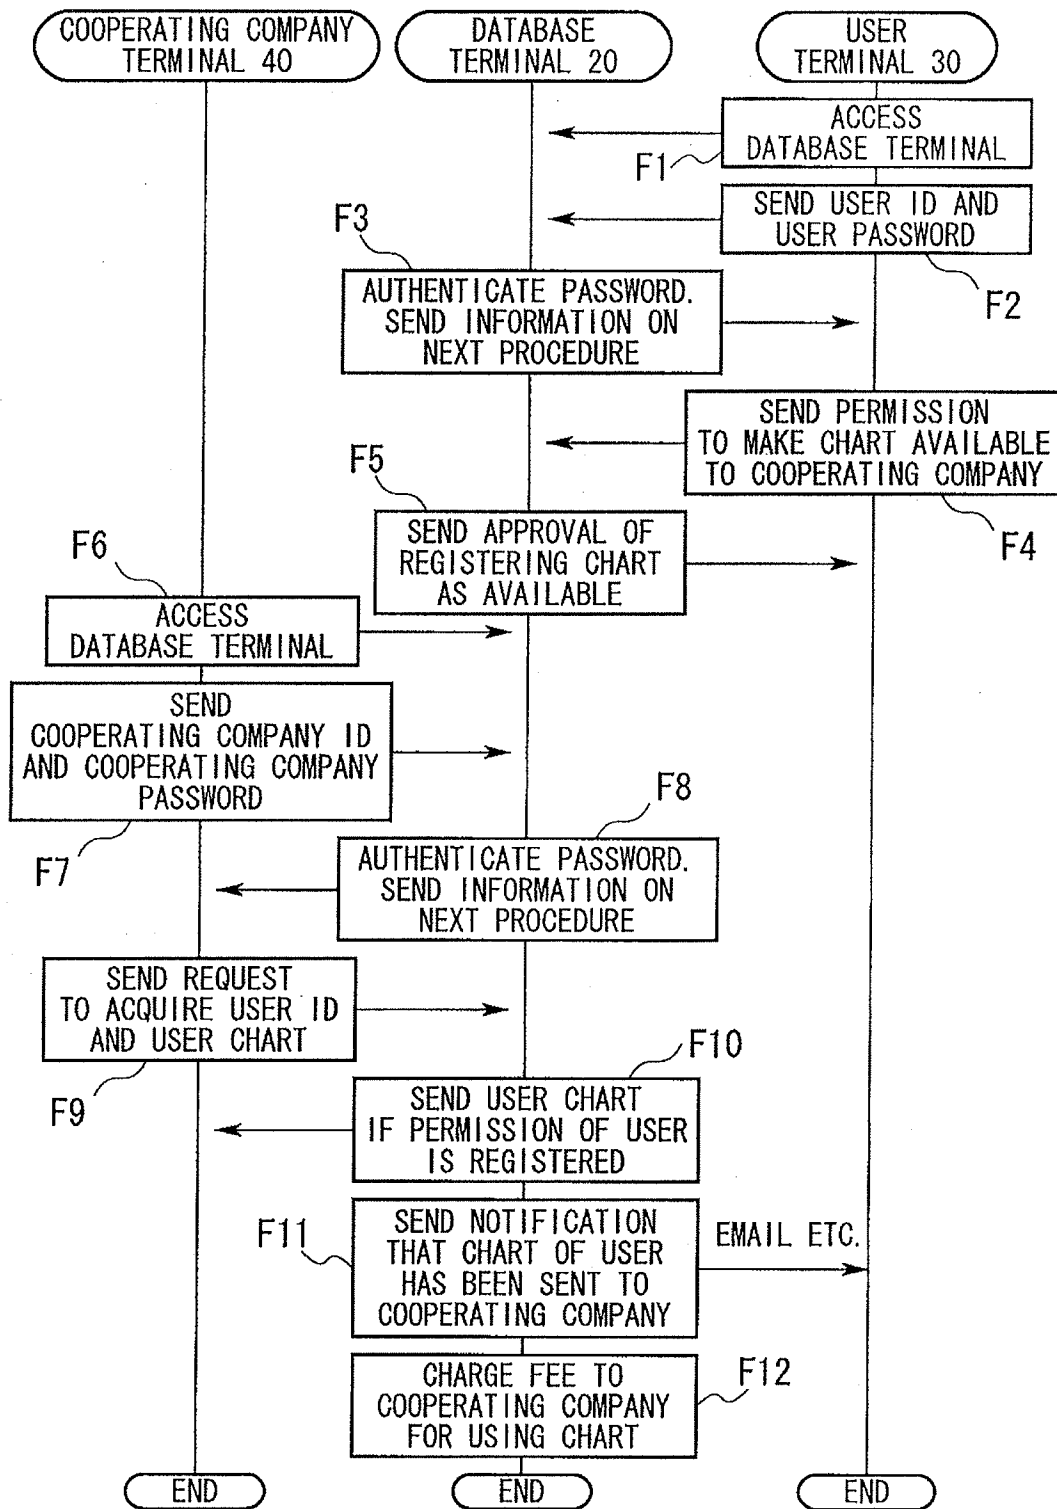 COOPERATING COMPANY
TERMINAL 40
DATABASE
TERMINAL 20
USER
TERMINAL 30
ACCESS
DATABASE TERMINAL
F1
SEND USER ID AND
USER PASSWORD
F2
F3
AUTHENTICATE PASSWORD.
SEND INFORMATION ON
NEXT PROCEDURE
SEND PERMISSION
TO MAKE CHART AVAILABLE
TO COOPERATING COMPANY
F4
F5
SEND APPROVAL OF
REGISTERING CHART
AS AVAILABLE
F6
ACCESS
DATABASE TERMINAL
SEND
COOPERATING COMPANY ID
AND COOPERATING COMPANY
PASSWORD
F7
F8
AUTHENTICATE PASSWORD.
SEND INFORMATION ON
NEXT PROCEDURE
SEND REQUEST
TO ACQUIRE USER ID
AND USER CHART
F9
F10
SEND USER CHART
IF PERMISSION OF USER
IS REGISTERED
F11
SEND NOTIFICATION
THAT CHART OF USER
HAS BEEN SENT TO
COOPERATING COMPANY
EMAIL ETC.
CHARGE FEE TO
COOPERATING COMPANY
FOR USING CHART
F12
END
END
END